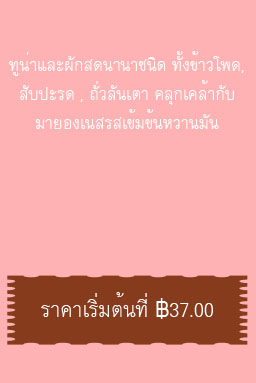 ทูน่าและผักสดนานาชนิด ทั้งข้าวโพด,
สับปะรด , ถั่วลันเตา คลุกเคล้ากับ
มายองเนสรสเข้มข้นหวานมัน
ราคาเริ่มต้นที่ ฿37.00